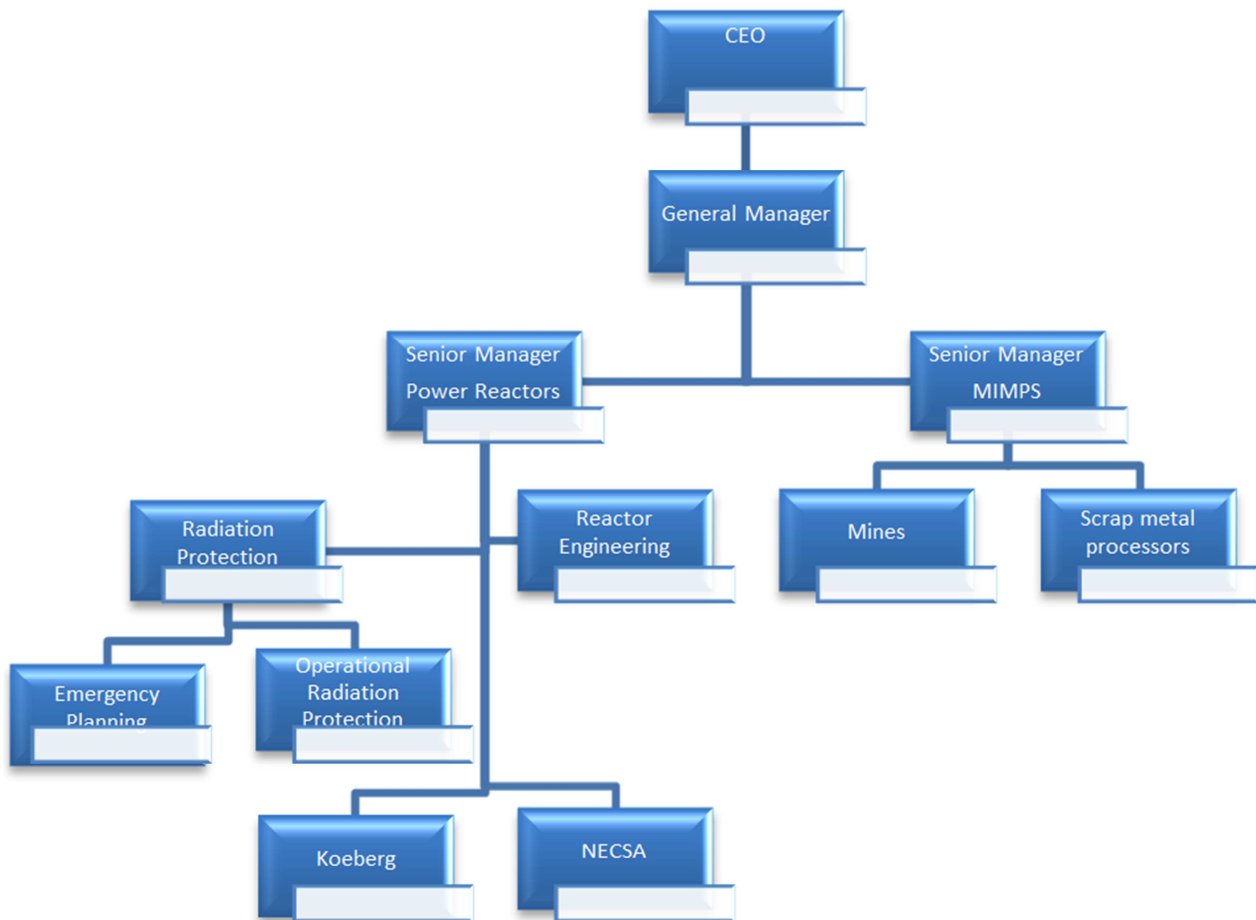 CEO
General Manager
Senior Manager
Power Reactors
Senior Manager
MIMPS
Radiation
Protection
Reactor
Engineering
Mines
Scrap metal
processors
Emergency
Planning
Operational
Radiation
Protection
Koeberg
NECSA